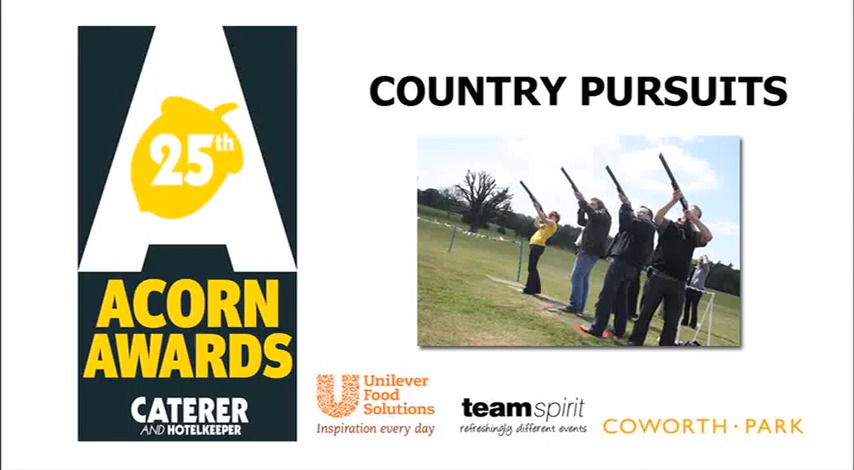 25th
ACORN
AWARDS
CATERER
AND HOTELKEEPER
COUNTRY PURSUITS
Unilever
Food
Solutions
Inspiration every day
teamspirit
refreshingly different events
COWORTH · PARK